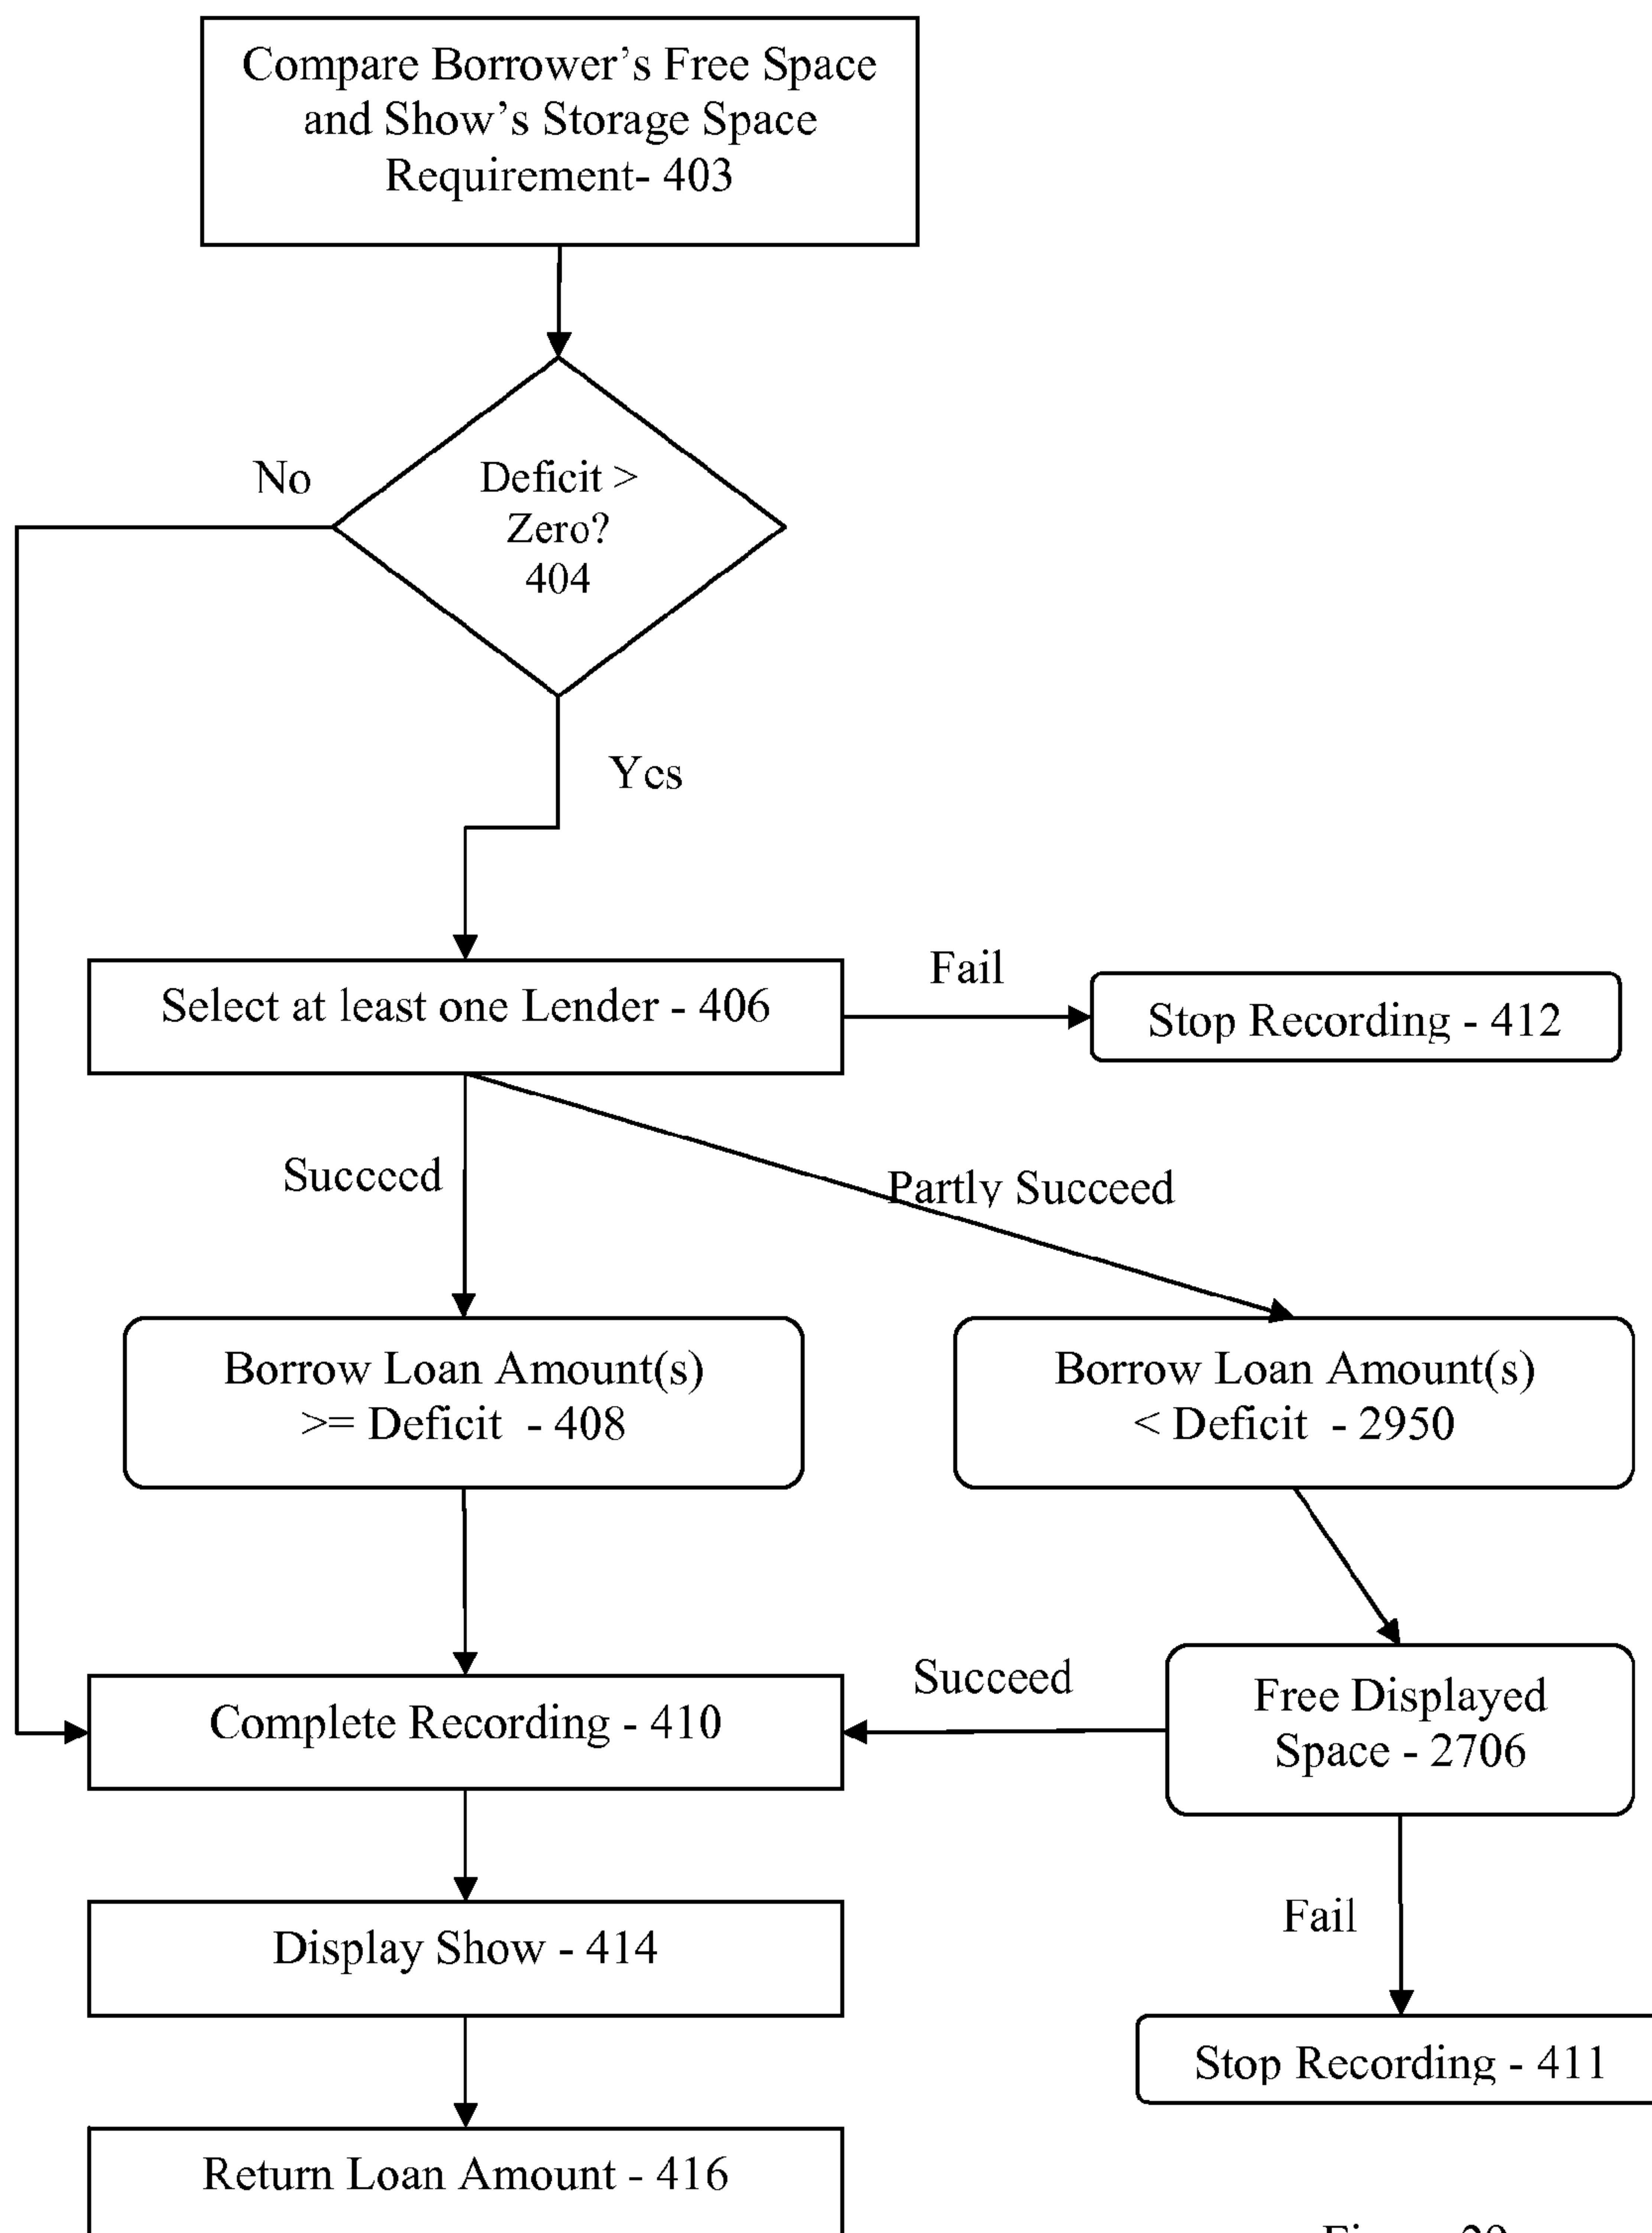 Compare Borrower's Free Space
and Show's Storage Space
Requirement- 403
No
Deficit >
Zero?
404
Yes
Select at least one Lender - 406
Fail
Stop Recording - 412
Succeed
Partly Succeed
Borrow Loan Amount(s)
>= Deficit - 408
Borrow Loan Amount(s)
< Deficit - 2950
Complete Recording - 410
Succeed
Free Displayed
Space - 2706
Display Show - 414
Fail
Stop Recording - 411
Return Loan Amount - 416